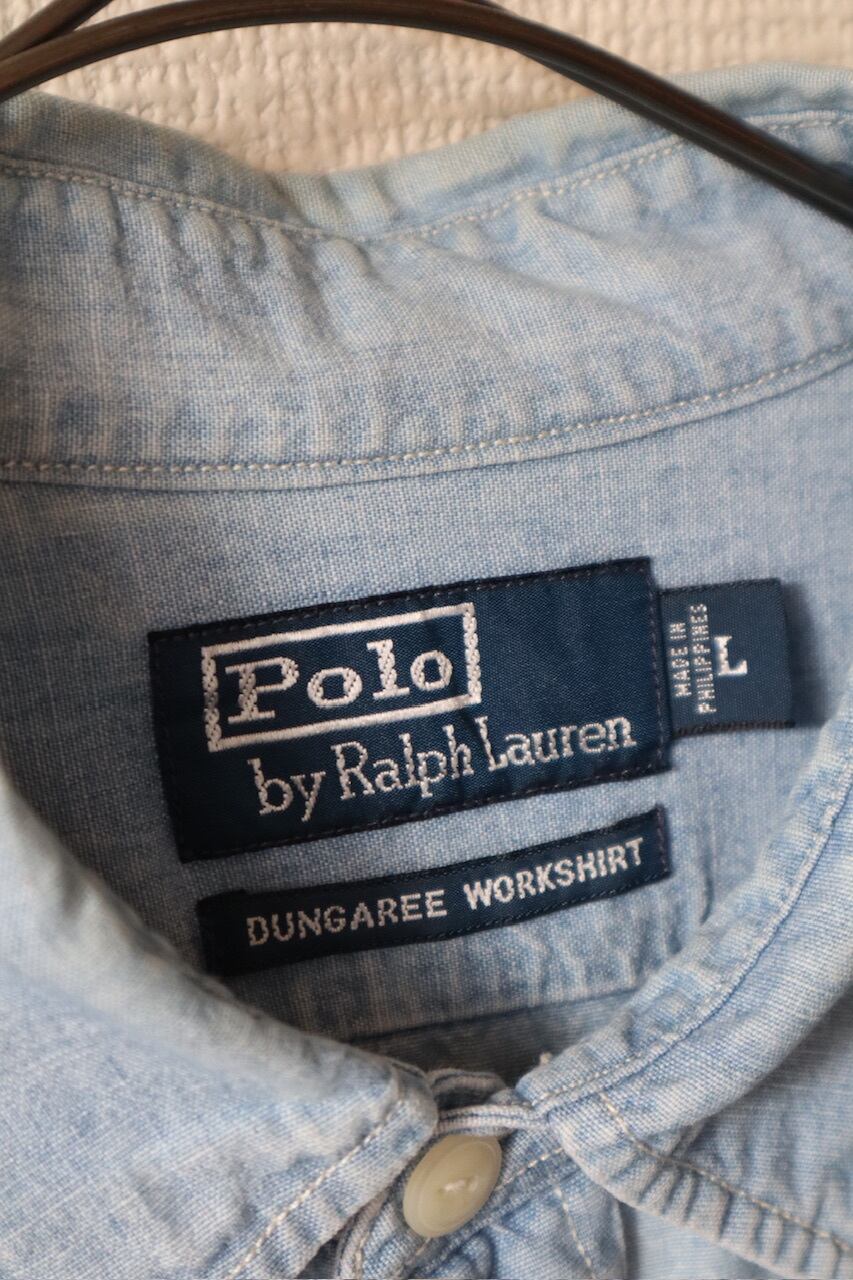 Polo
by Ralph Lauren
MADE IN
PHILIPPINES
L
DUNGAREE WORKSHIRT